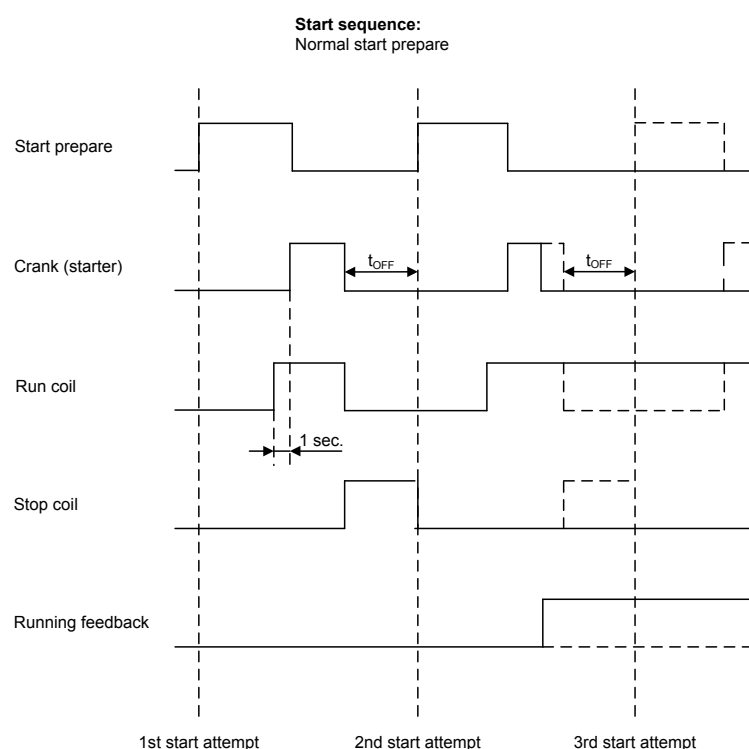 Start sequence:
Normal start prepare
Start prepare
Crank (starter)
tOFF
tOFF
Run coil
1 sec.
Stop coil
Running feedback
1st start attempt
2nd start attempt
3rd start attempt